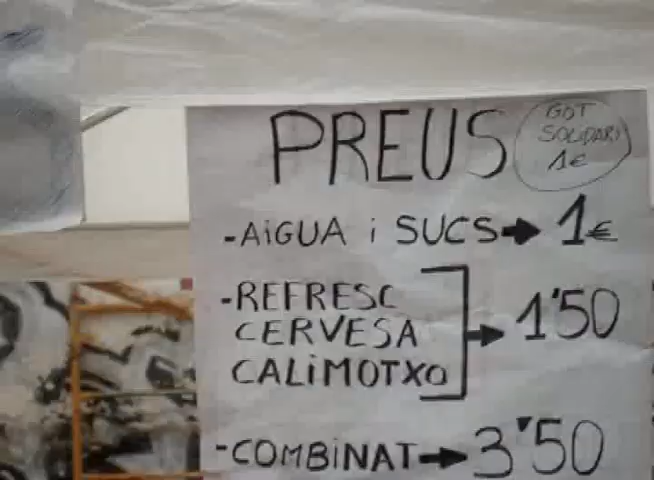 PREUS
GOT
SOLiDARi
1€
-AiGUA i SUCS➔ 1€
-REFRESC
CERVESA
CALiMOTXO
➔ 1'50
-COMBiNAT➔ 3'50